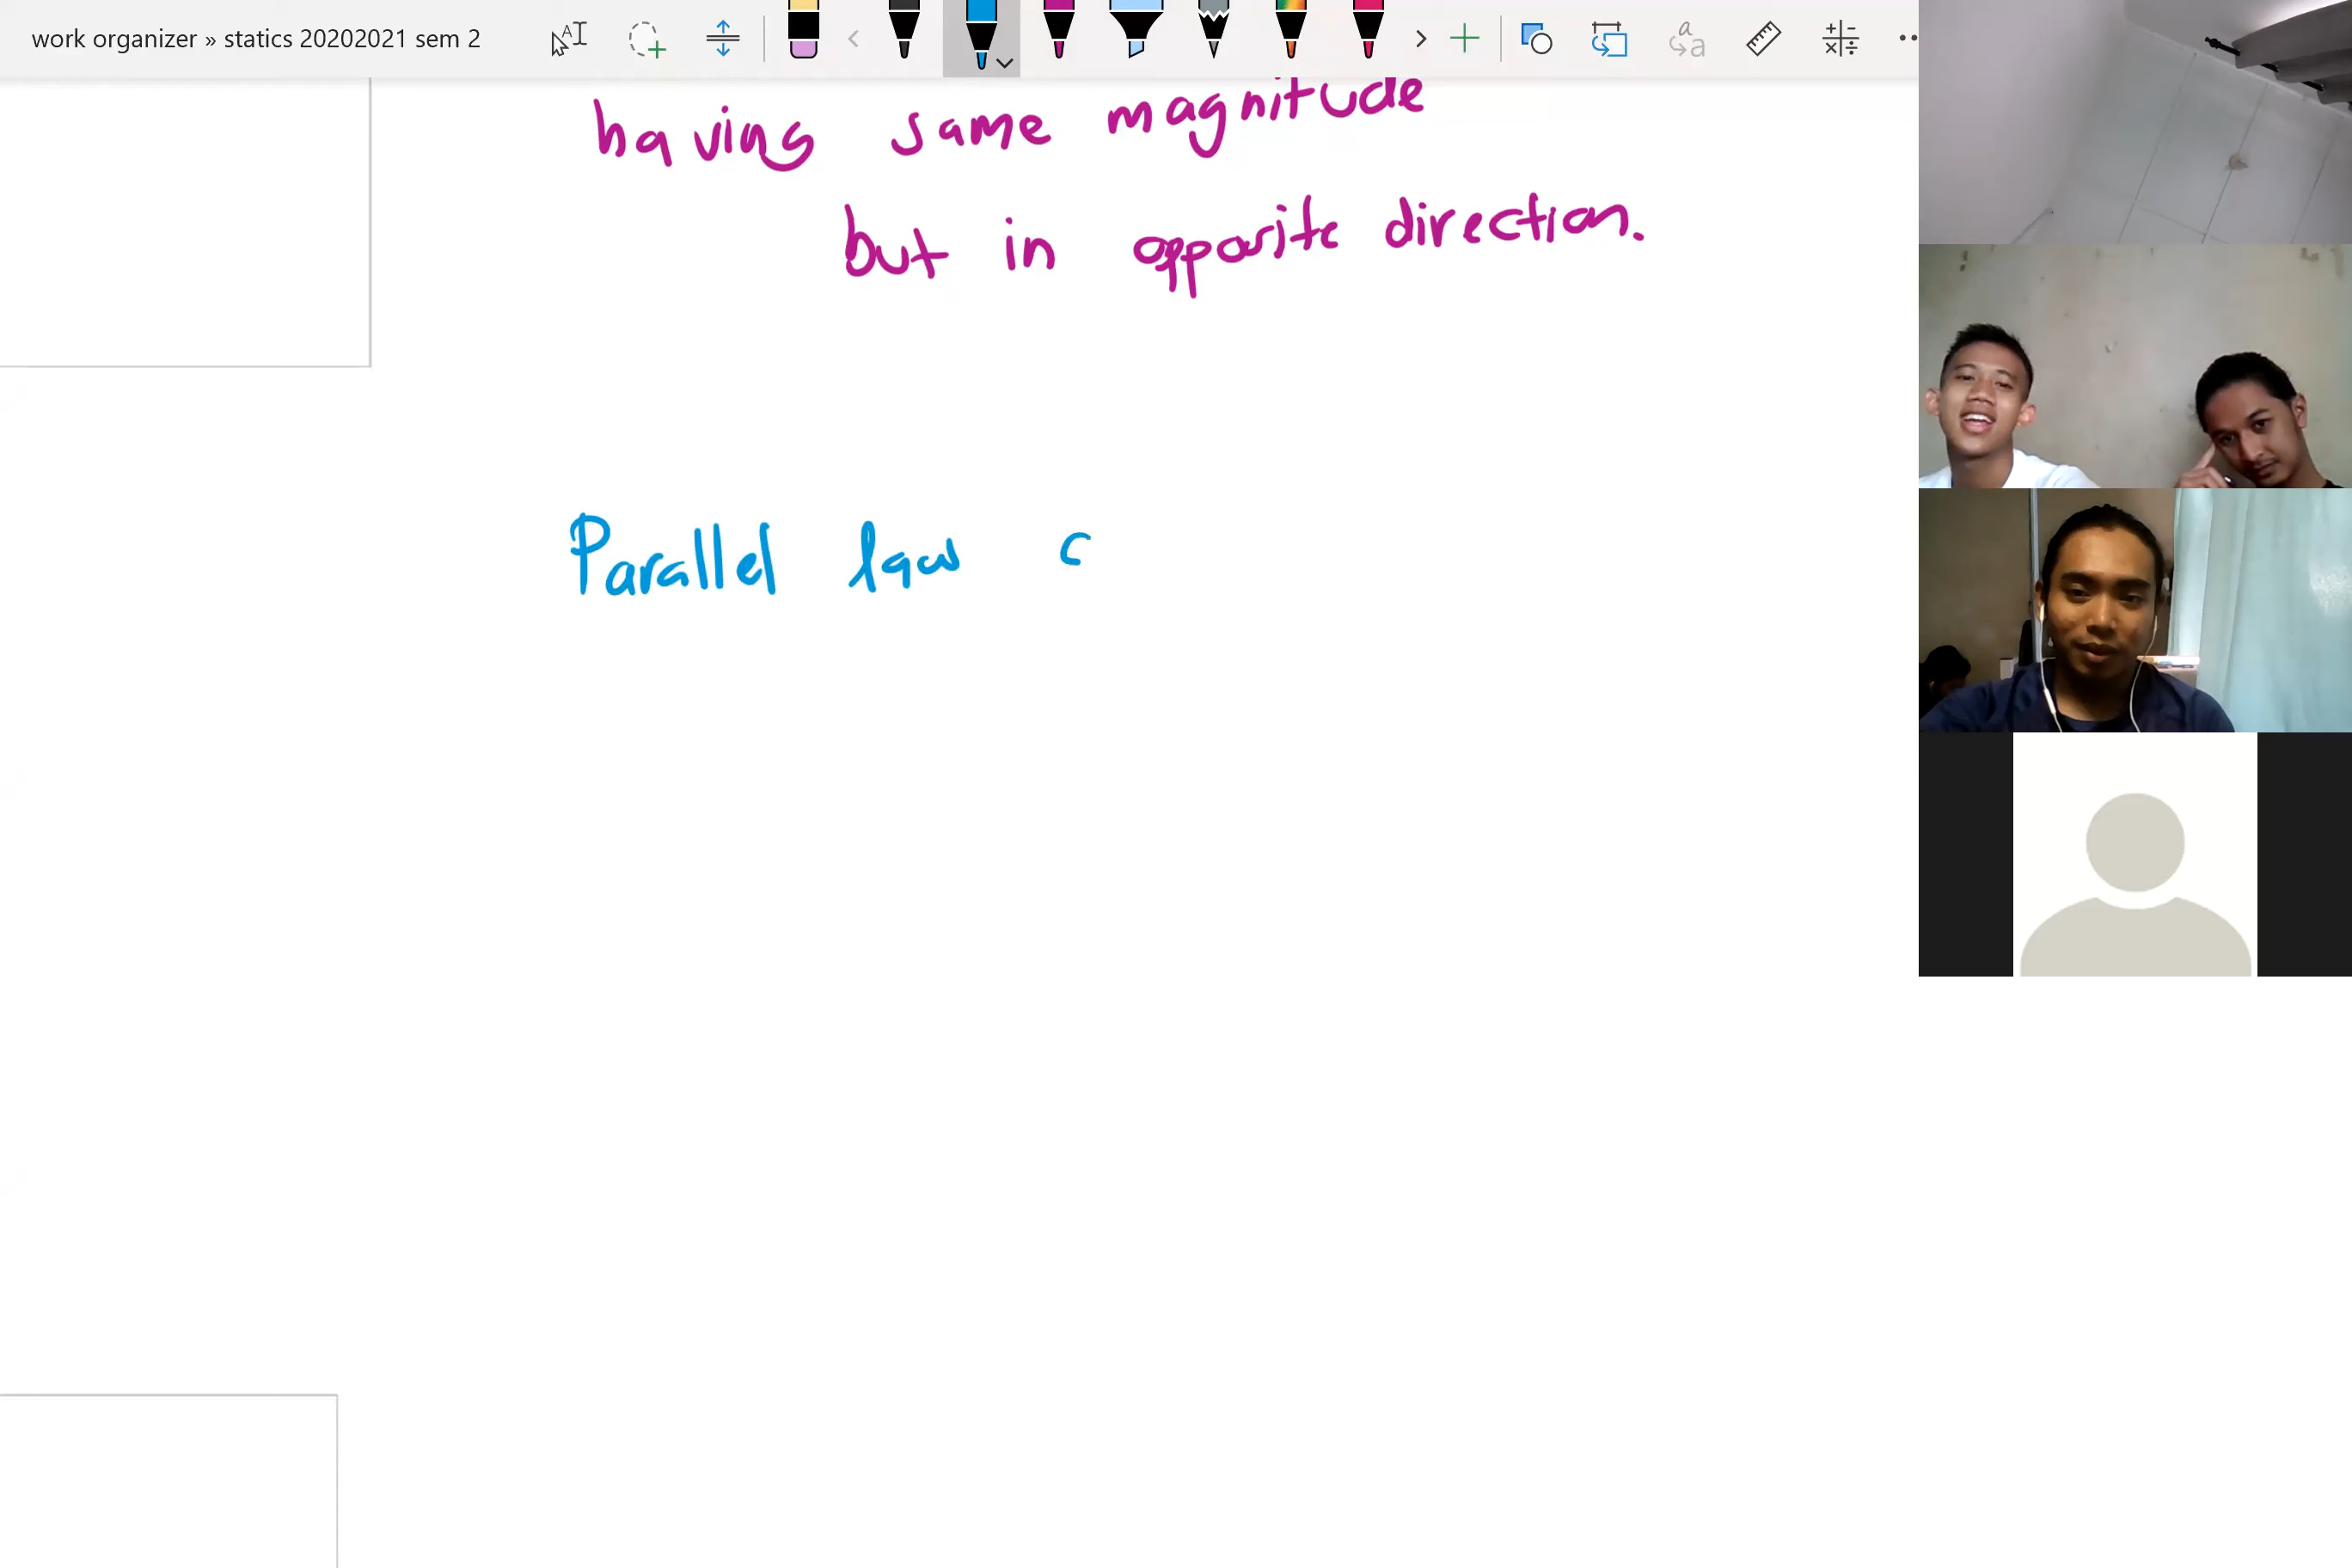 work organizer » statics 20202021 sem 2
having same magnitude
but in opposite direction.
Parallel law